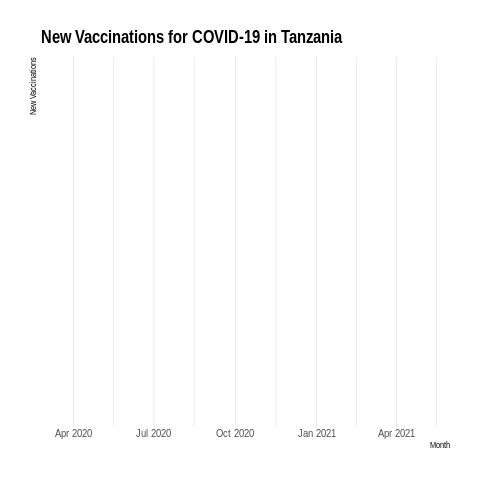 New Vaccinations for COVID-19 in Tanzania
New Vaccinations
Apr 2020 Jul 2020 Oct 2020 Jan 2021 Apr 2021
Month